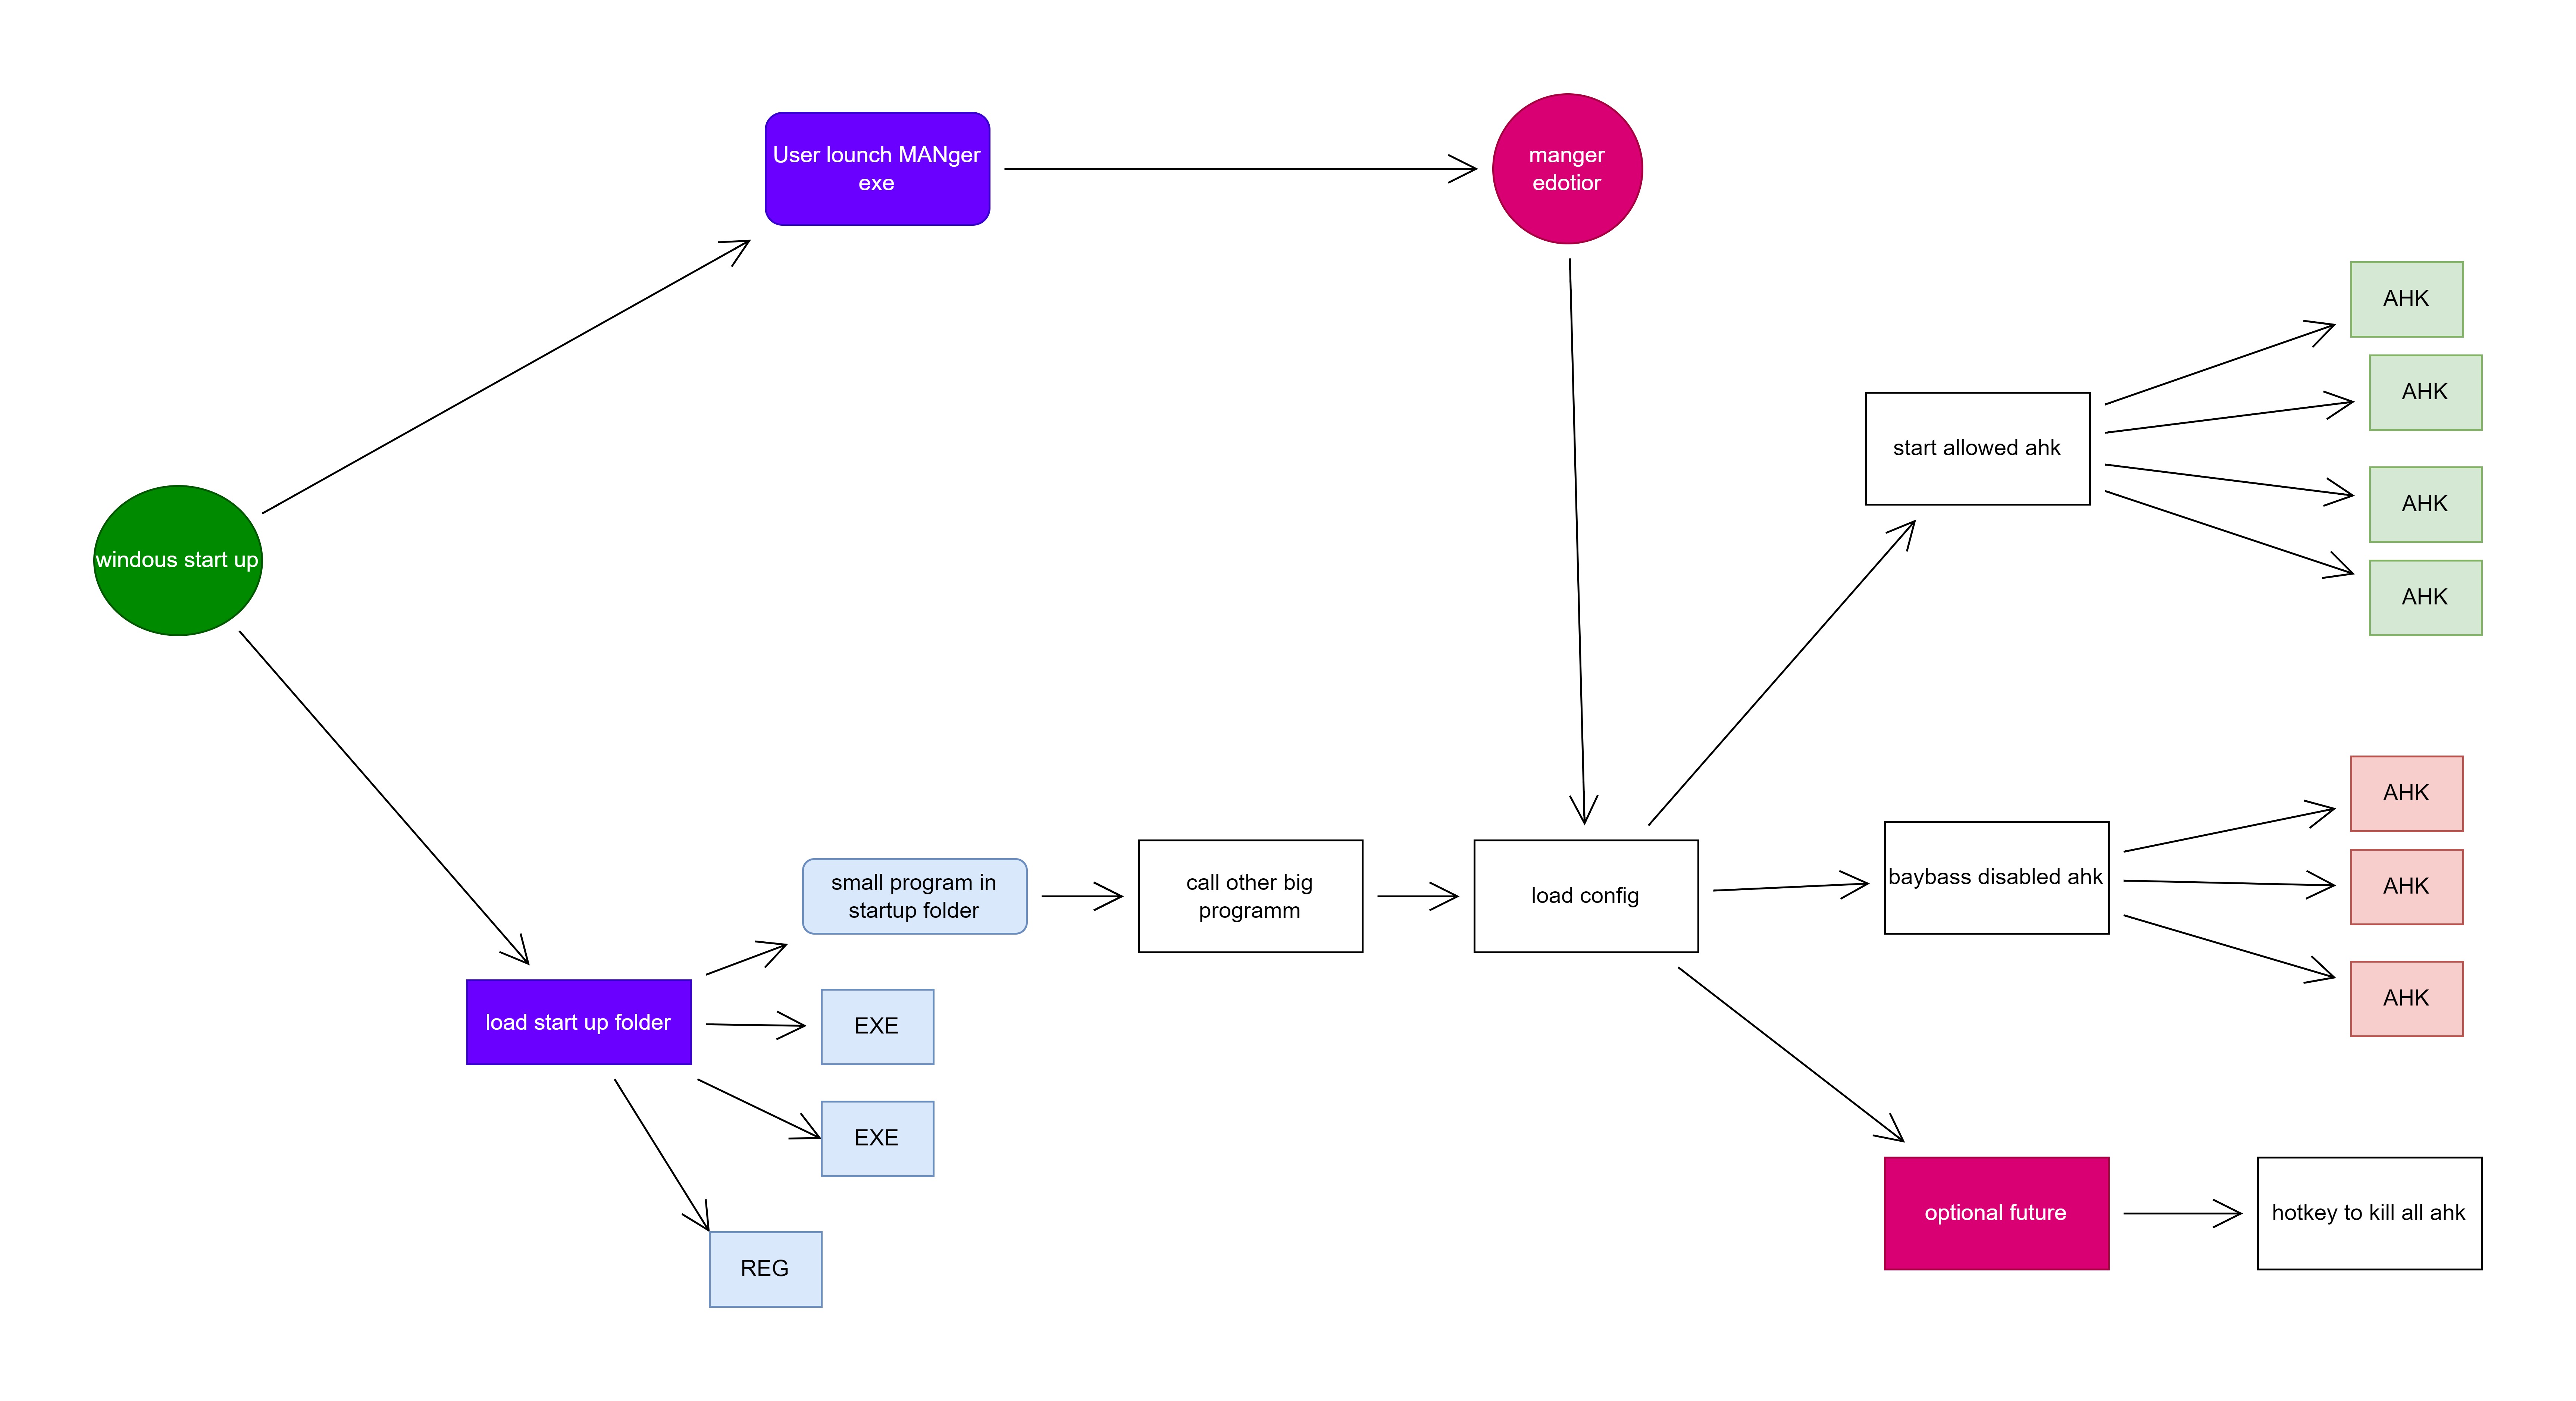 User lounch MANger
exe
manger
edotior
AHK
AHK
start allowed ahk
AHK
windous start up
AHK
AHK
small program in
startup folder
call other big
programm
load config
baybass disabled ahk
AHK
load start up folder
EXE
AHK
EXE
optional future
hotkey to kill all ahk
REG